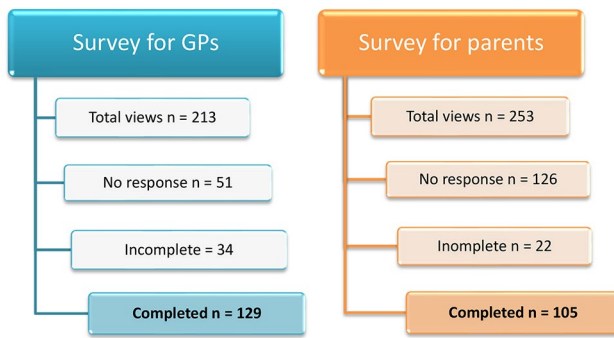 Survey for GPs
Total views n = 213
No response n = 51
Incomplete = 34
Completed n = 129
Survey for parents
Total views n = 253
No response n = 126
Inomplete n = 22
Completed n = 105